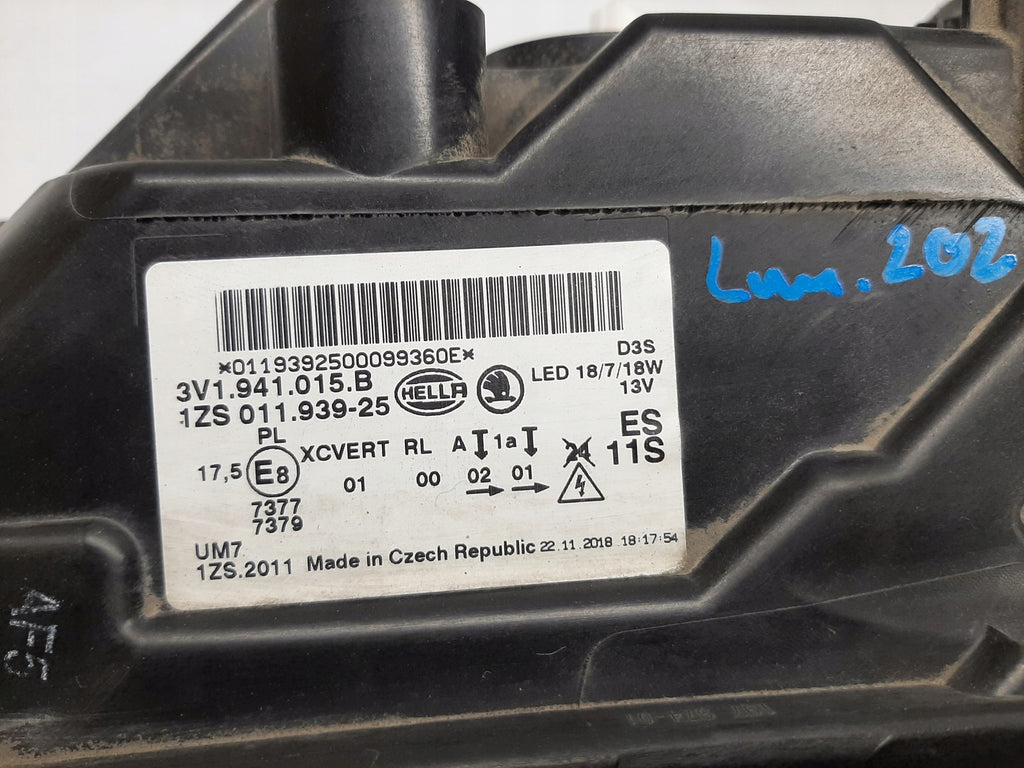 Lum.202
*0119392500099360E*
3V1.941.015.B
1ZS 011.939-25
HELLA
D3S
LED 18/7/18W
13V
ES
11S
24
PL
17,5 E8
XCVERT RL A 1a
01 00 02 01
7377
7379
UM7
1ZS.2011 Made in Czech Republic 22.11.2018 18:17:54
4F5